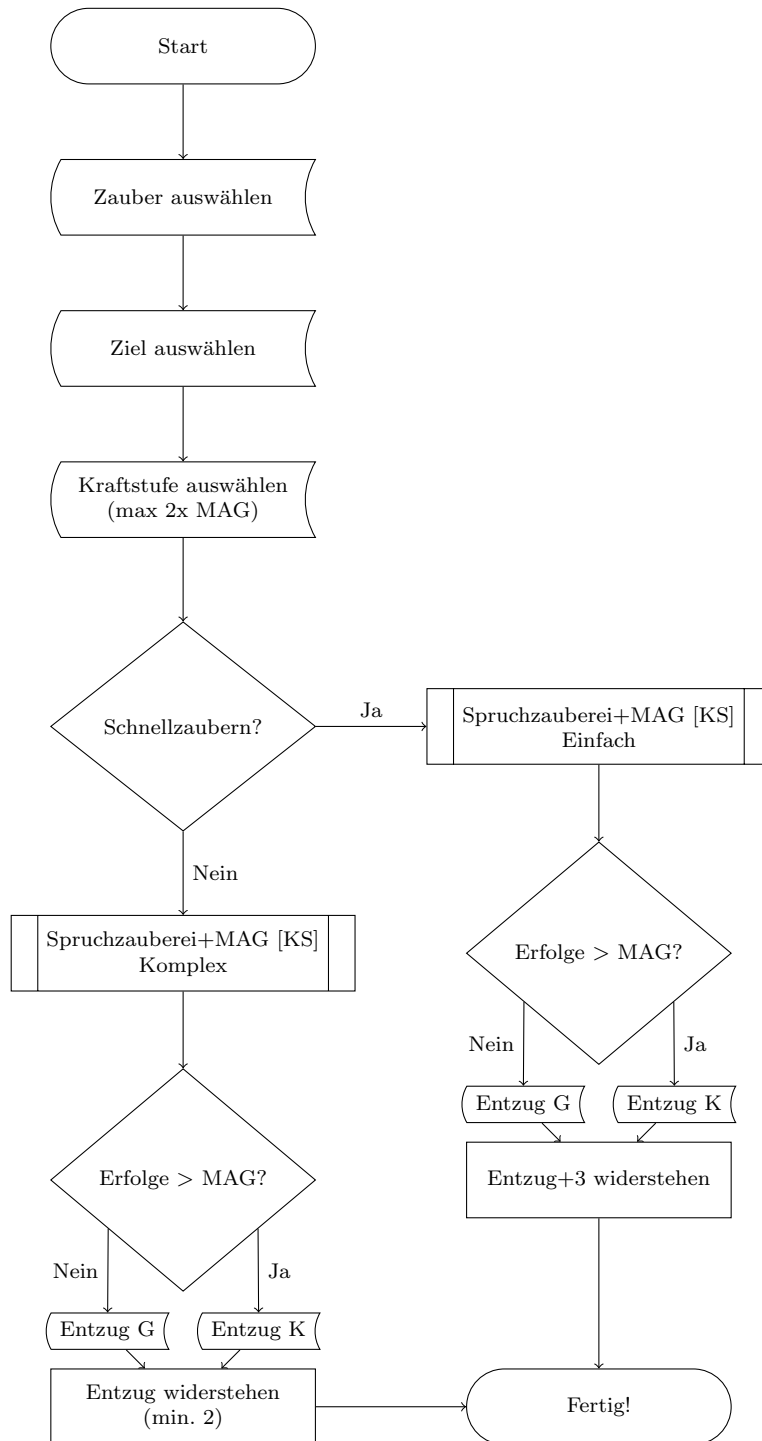 Start
Zauber auswählen
Ziel auswählen
Kraftstufe auswählen
(max 2x MAG)
Schnellzaubern?
Ja
Spruchzauberei+MAG [KS]
Einfach
Nein
Spruchzauberei+MAG [KS]
Komplex
Erfolge > MAG?
Nein
Ja
Entzug G
Entzug K
Entzug+3 widerstehen
Erfolge > MAG?
Nein
Ja
Entzug G
Entzug K
Entzug widerstehen
(min. 2)
Fertig!